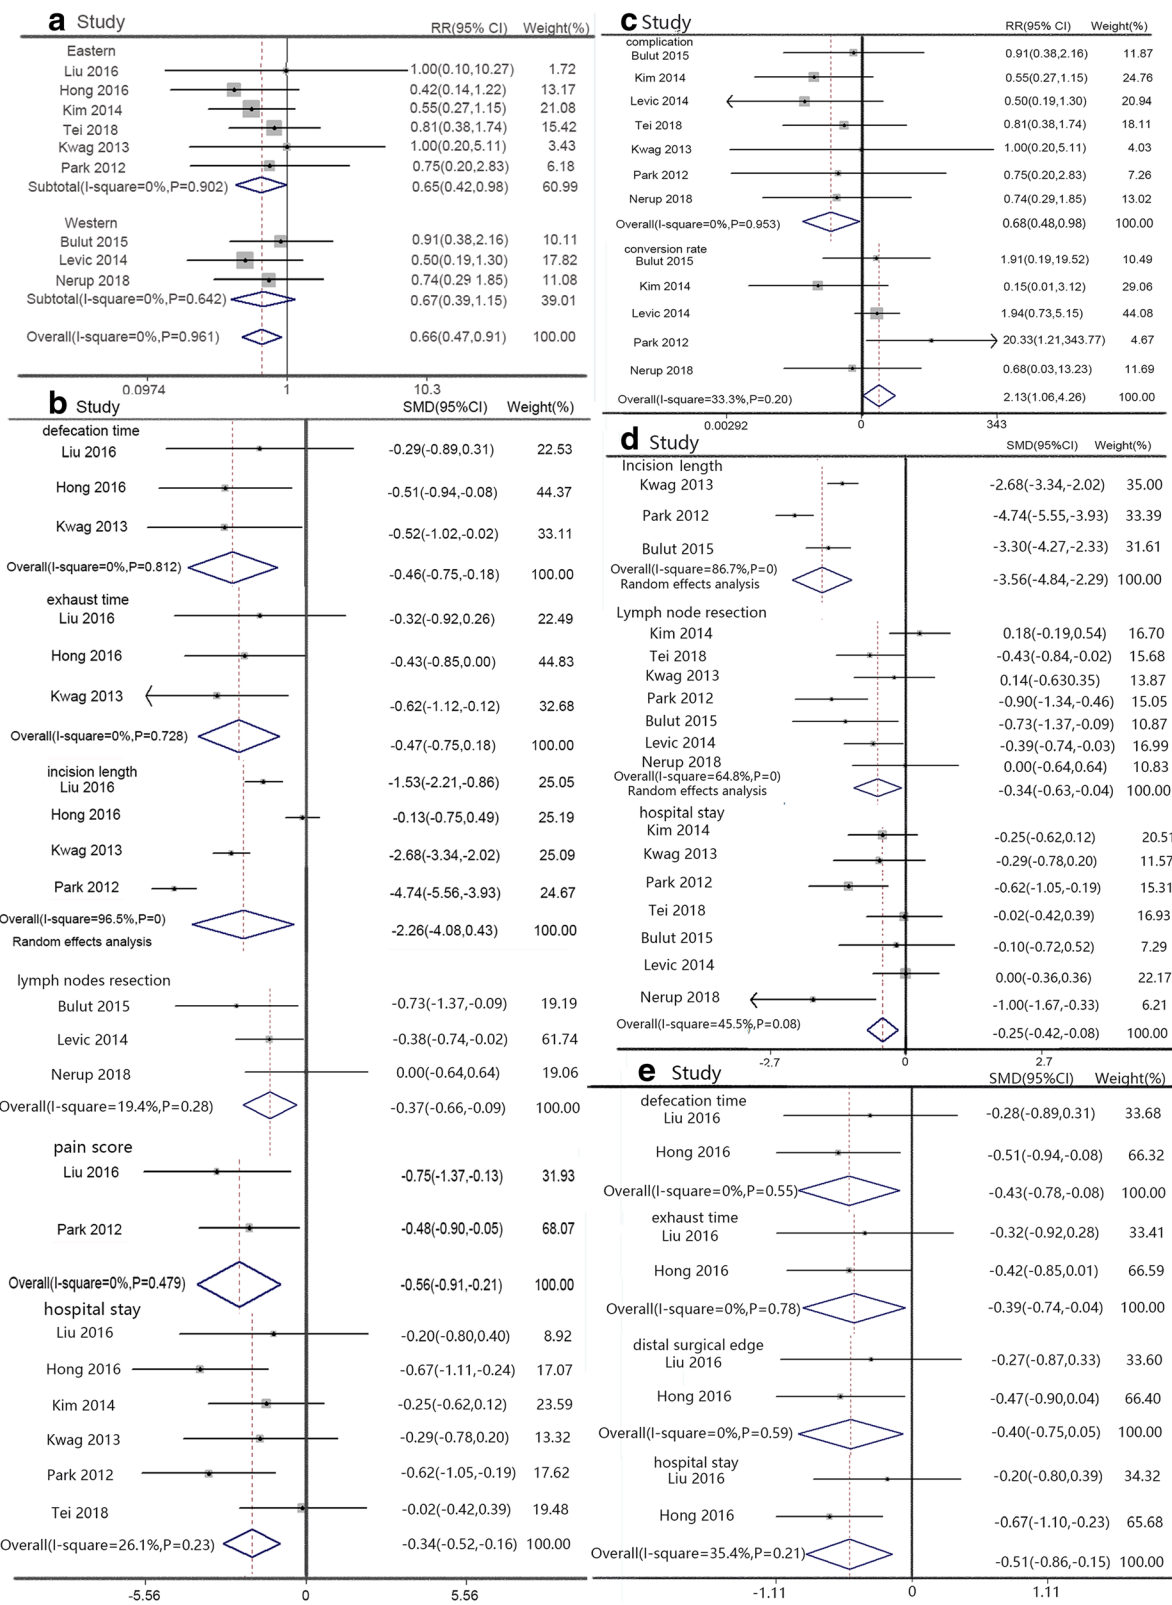 a Study RR(95% CI) Weight(%)
Eastern
Liu 2016 1.00(0.10,10.27) 1.72
Hong 2016 0.42(0.14,1.22) 13.17
Kim 2014 0.55(0.27,1.15) 21.08
Tei 2018 0.81(0.38,1.74) 15.42
Kwag 2013 1.00(0.20,5.11) 3.43
Park 2012 0.75(0.20,2.83) 6.18
Subtotal(I-square=0%,P=0.902) 0.65(0.42,0.98) 60.99
Western
Bulut 2015 0.91(0.38,2.16) 10.11
Levic 2014 0.50(0.19,1.30) 17.82
Nerup 2018 0.74(0.29 1.85) 11.08
Subtotal(I-square=0%,P=0.642) 0.67(0.39,1.15) 39.01
Overall(I-square=0%,P=0.961) 0.66(0.47,0.91) 100.00
0.0974 1 10.3
b Study SMD(95%CI) Weight(%)
defecation time
Liu 2016 -0.29(-0.89,0.31) 22.53
Hong 2016 -0.51(-0.94,-0.08) 44.37
Kwag 2013 -0.52(-1.02,-0.02) 33.11
Overall(I-square=0%,P=0.812) -0.46(-0.75,-0.18) 100.00
exhaust time
Liu 2016 -0.32(-0.92,0.26) 22.49
Hong 2016 -0.43(-0.85,0.00) 44.83
Kwag 2013 -0.62(-1.12,-0.12) 32.68
Overall(I-square=0%,P=0.728) -0.47(-0.75,0.18) 100.00
incision length
Liu 2016 -1.53(-2.21,-0.86) 25.05
Hong 2016 -0.13(-0.75,0.49) 25.19
Kwag 2013 -2.68(-3.34,-2.02) 25.09
Park 2012 -4.74(-5.56,-3.93) 24.67
Overall(I-square=96.5%,P=0) -2.26(-4.08,0.43) 100.00
Random effects analysis
lymph nodes resection
Bulut 2015 -0.73(-1.37,-0.09) 19.19
Levic 2014 -0.38(-0.74,-0.02) 61.74
Nerup 2018 0.00(-0.64,0.64) 19.06
Overall(I-square=19.4%,P=0.28) -0.37(-0.66,-0.09) 100.00
pain score
Liu 2016 -0.75(-1.37,-0.13) 31.93
Park 2012 -0.48(-0.90,-0.05) 68.07
Overall(I-square=0%,P=0.479) -0.56(-0.91,-0.21) 100.00
hospital stay
Liu 2016 -0.20(-0.80,0.40) 8.92
Hong 2016 -0.67(-1.11,-0.24) 17.07
Kim 2014 -0.25(-0.62,0.12) 23.59
Kwag 2013 -0.29(-0.78,0.20) 13.32
Park 2012 -0.62(-1.05,-0.19) 17.62
Tei 2018 -0.02(-0.42,0.39) 19.48
Overall(I-square=26.1%,P=0.23) -0.34(-0.52,-0.16) 100.00
-5.56 0 5.56
c Study RR(95% CI) Weight(%)
complication
Bulut 2015 0.91(0.38,2.16) 11.87
Kim 2014 0.55(0.27,1.15) 24.76
Levic 2014 0.50(0.19,1.30) 20.94
Tei 2018 0.81(0.38,1.74) 18.11
Kwag 2013 1.00(0.20,5.11) 4.03
Park 2012 0.75(0.20,2.83) 7.26
Nerup 2018 0.74(0.29,1.85) 13.02
Overall(I-square=0%,P=0.953) 0.68(0.48,0.98) 100.00
conversion rate
Bulut 2015 1.91(0.19,19.52) 10.49
Kim 2014 0.15(0.01,3.12) 29.06
Levic 2014 1.94(0.73,5.15) 44.08
Park 2012 20.33(1.21,343.77) 4.67
Nerup 2018 0.68(0.03,13.23) 11.69
Overall(I-square=33.3%,P=0.20) 2.13(1.06,4.26) 100.00
0.00292 0 343
d Study SMD(95%CI) Weight(%)
Incision length
Kwag 2013 -2.68(-3.34,-2.02) 35.00
Park 2012 -4.74(-5.55,-3.93) 33.39
Bulut 2015 -3.30(-4.27,-2.33) 31.61
Overall(I-square=86.7%,P=0) -3.56(-4.84,-2.29) 100.00
Random effects analysis
Lymph node resection
Kim 2014 0.18(-0.19,0.54) 16.70
Tei 2018 -0.43(-0.84,-0.02) 15.68
Kwag 2013 0.14(-0.630.35) 13.87
Park 2012 -0.90(-1.34,-0.46) 15.05
Bulut 2015 -0.73(-1.37,-0.09) 10.87
Levic 2014 -0.39(-0.74,-0.03) 16.99
Nerup 2018 0.00(-0.64,0.64) 10.83
Overall(I-square=64.8%,P=0) -0.34(-0.63,-0.04) 100.00
Random effects analysis
hospital stay
Kim 2014 -0.25(-0.62,0.12) 20.51
Kwag 2013 -0.29(-0.78,0.20) 11.57
Park 2012 -0.62(-1.05,-0.19) 15.31
Tei 2018 -0.02(-0.42,0.39) 16.93
Bulut 2015 -0.10(-0.72,0.52) 7.29
Levic 2014 0.00(-0.36,0.36) 22.17
Nerup 2018 -1.00(-1.67,-0.33) 6.21
Overall(I-square=45.5%,P=0.08) -0.25(-0.42,-0.08) 100.00
-2.7 0 2.7
e Study SMD(95%CI) Weight(%)
defecation time
Liu 2016 -0.28(-0.89,0.31) 33.68
Hong 2016 -0.51(-0.94,-0.08) 66.32
Overall(I-square=0%,P=0.55) -0.43(-0.78,-0.08) 100.00
exhaust time
Liu 2016 -0.32(-0.92,0.28) 33.41
Hong 2016 -0.42(-0.85,0.01) 66.59
Overall(I-square=0%,P=0.78) -0.39(-0.74,-0.04) 100.00
distal surgical edge
Liu 2016 -0.27(-0.87,0.33) 33.60
Hong 2016 -0.47(-0.90,0.04) 66.40
Overall(I-square=0%,P=0.59) -0.40(-0.75,0.05) 100.00
hospital stay
Liu 2016 -0.20(-0.80,0.39) 34.32
Hong 2016 -0.67(-1.10,-0.23) 65.68
Overall(I-square=35.4%,P=0.21) -0.51(-0.86,-0.15) 100.00
-1.11 0 1.11